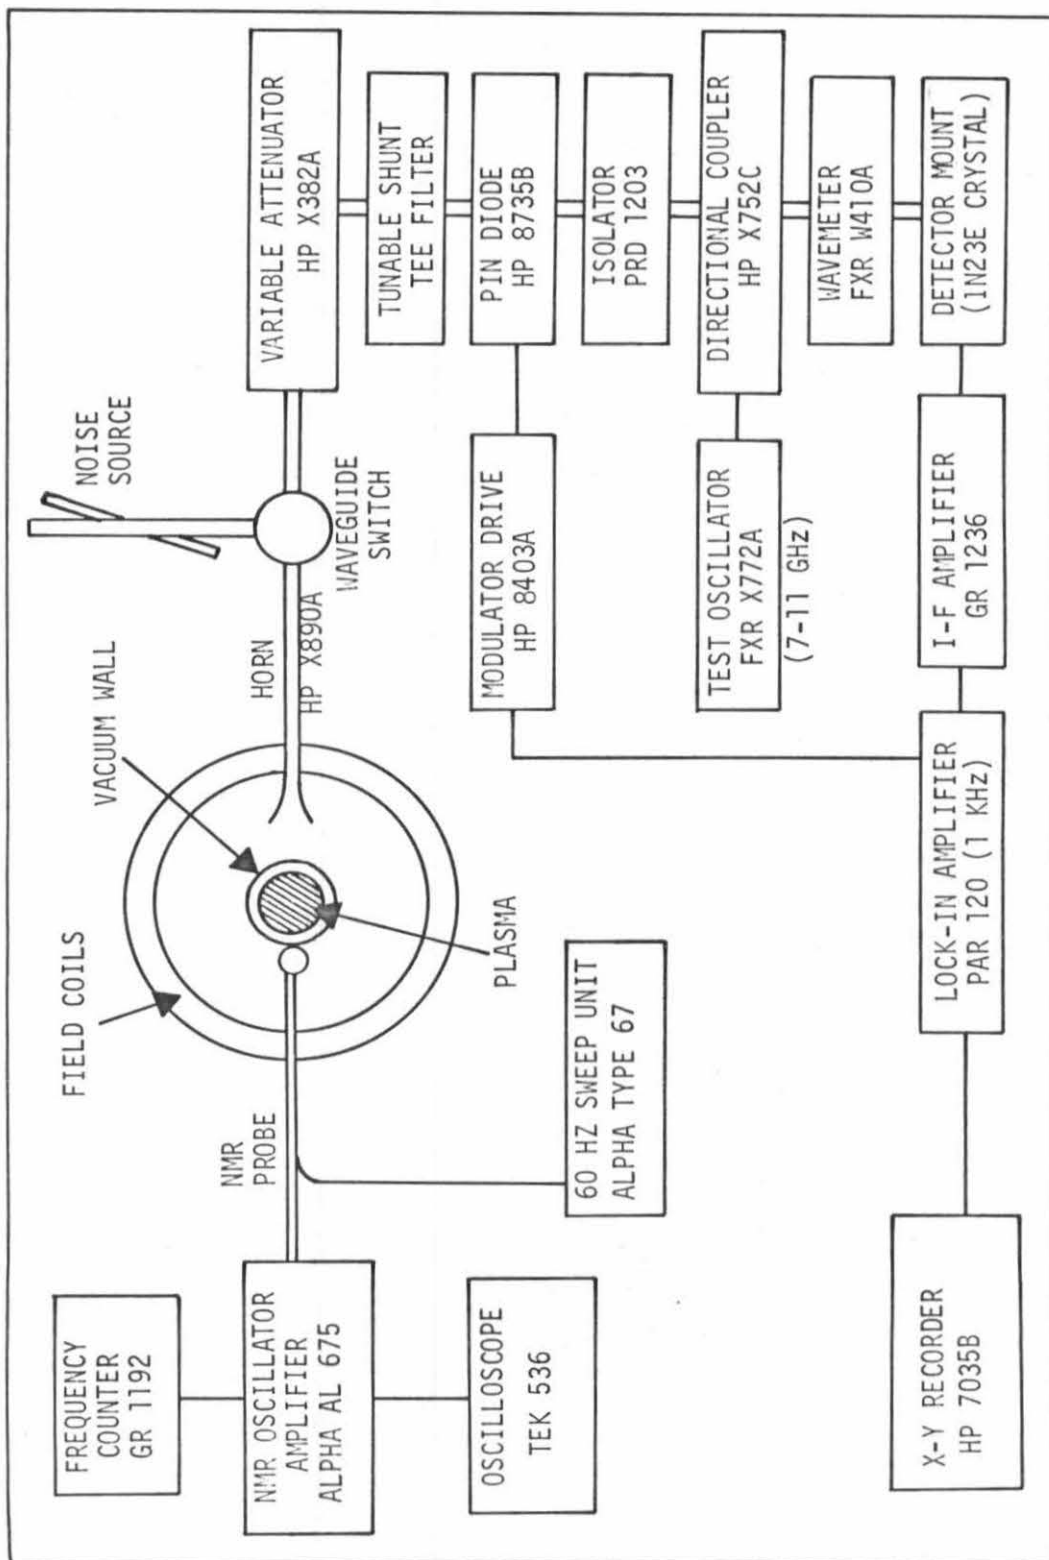 FREQUENCY
COUNTER
GR 1192
NMR OSCILLATOR
AMPLIFIER
ALPHA AL 675
OSCILLOSCOPE
TEK 536
X-Y RECORDER
HP 7035B
NMR
PROBE
60 HZ SWEEP UNIT
ALPHA TYPE 67
FIELD COILS
VACUUM WALL
PLASMA
HORN
HP X890A
NOISE
SOURCE
WAVEGUIDE
SWITCH
VARIABLE ATTENUATOR
HP X382A
TUNABLE SHUNT
TEE FILTER
PIN DIODE
HP 8735B
ISOLATOR
PRD 1203
DIRECTIONAL COUPLER
HP X752C
WAVEMETER
FXR W410A
DETECTOR MOUNT
(1N23E CRYSTAL)
MODULATOR DRIVE
HP 8403A
TEST OSCILLATOR
FXR X772A
(7-11 GHz)
I-F AMPLIFIER
GR 1236
LOCK-IN AMPLIFIER
PAR 120 (1 KHz)